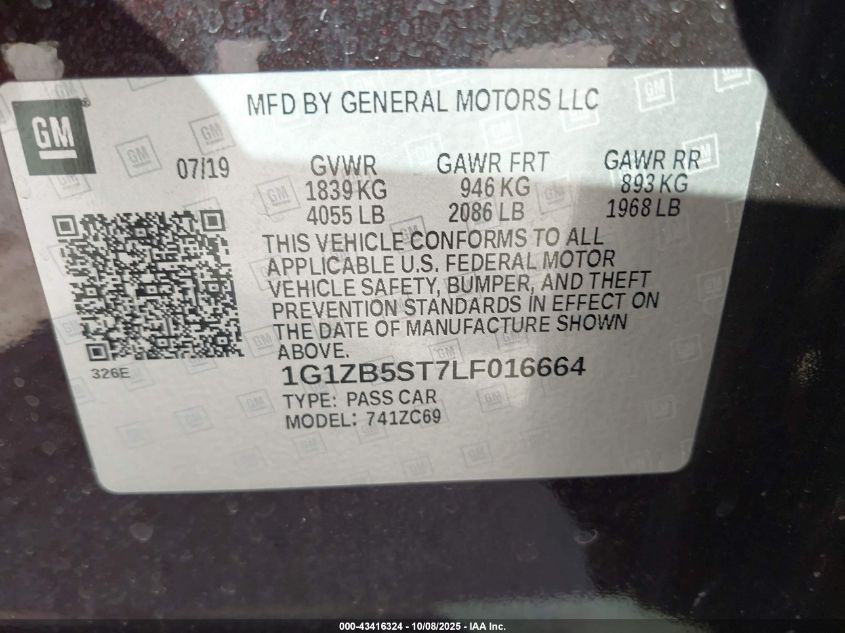 MFD BY GENERAL MOTORS LLC
GM®
07/19 GVWR GAWR FRT GAWR RR
1839 KG 946 KG 893 KG
4055 LB 2086 LB 1968 LB
THIS VEHICLE CONFORMS TO ALL
APPLICABLE U.S. FEDERAL MOTOR
VEHICLE SAFETY, BUMPER, AND THEFT
PREVENTION STANDARDS IN EFFECT ON
THE DATE OF MANUFACTURE SHOWN
ABOVE.
326E
1G1ZB5ST7LF016664
TYPE: PASS CAR
MODEL: 741ZC69
000-43416324 | 10/08/2025 - IAA Inc.